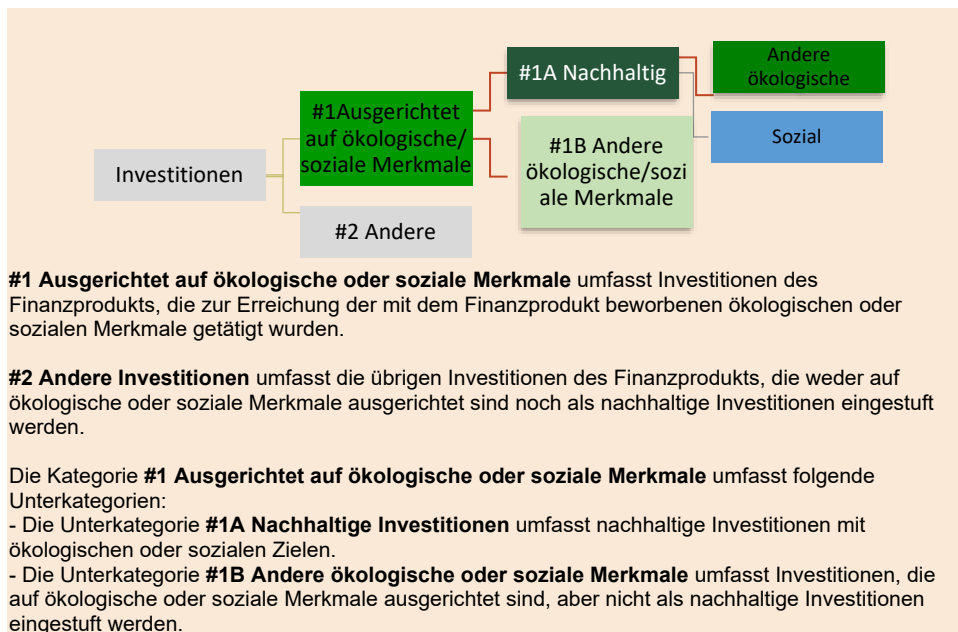 Investitionen
#1Ausgerichtet
auf ökologische/
soziale Merkmale
#2 Andere
#1A Nachhaltig
#1B Andere
ökologische/sozi
ale Merkmale
Andere
ökologische
Sozial
#1 Ausgerichtet auf ökologische oder soziale Merkmale umfasst Investitionen des
Finanzprodukts, die zur Erreichung der mit dem Finanzprodukt beworbenen ökologischen oder
sozialen Merkmale getätigt wurden.
#2 Andere Investitionen umfasst die übrigen Investitionen des Finanzprodukts, die weder auf
ökologische oder soziale Merkmale ausgerichtet sind noch als nachhaltige Investitionen eingestuft
werden.
Die Kategorie #1 Ausgerichtet auf ökologische oder soziale Merkmale umfasst folgende
Unterkategorien:
- Die Unterkategorie #1A Nachhaltige Investitionen umfasst nachhaltige Investitionen mit
ökologischen oder sozialen Zielen.
- Die Unterkategorie #1B Andere ökologische oder soziale Merkmale umfasst Investitionen, die
auf ökologische oder soziale Merkmale ausgerichtet sind, aber nicht als nachhaltige Investitionen
eingestuft werden.